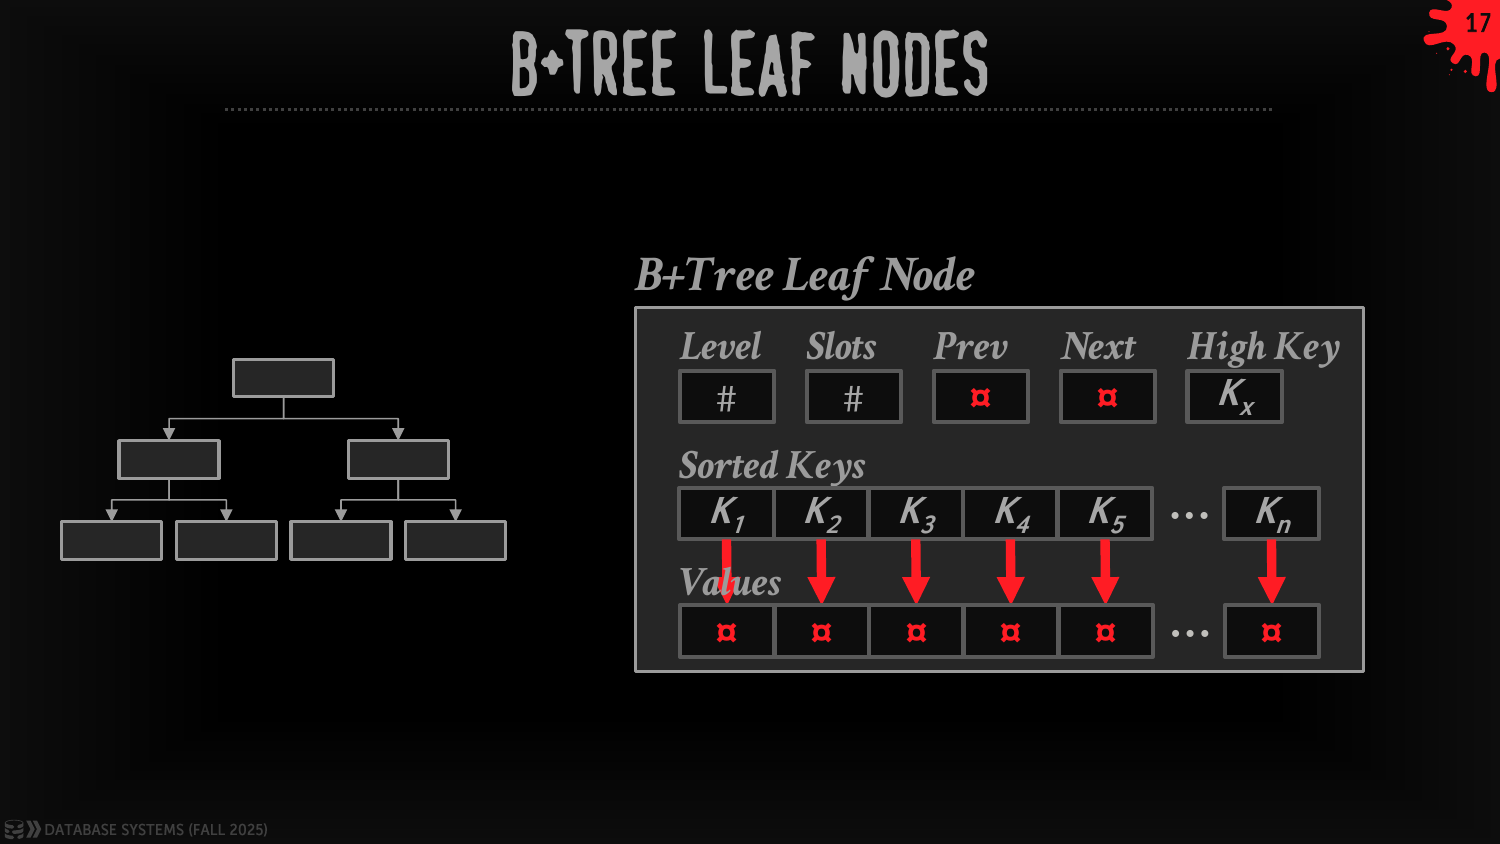 17
B+TREE LEAF NODES
B+Tree Leaf Node
Level Slots Prev Next High Key
# # ¤ ¤ Kx
Sorted Keys
K1 K2 K3 K4 K5 ... Kn
Values
¤ ¤ ¤ ¤ ¤ ... ¤
DATABASE SYSTEMS (FALL 2025)